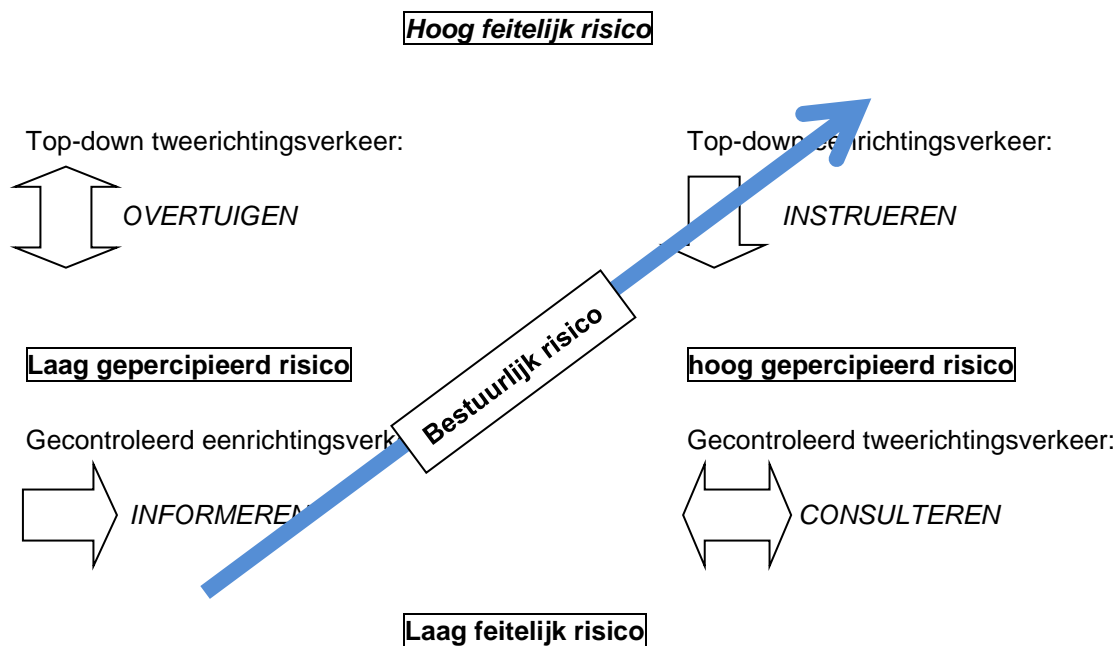 Hoog feitelijk risico
Top-down tweerichtingsverkeer:
Top-down eenrichtingsverkeer:
OVERTUIGEN
INSTRUEREN
Bestuurlijk risico
Laag gepercipieerd risico
hoog gepercipieerd risico
Gecontroleerd eenrichtingsverk
Gecontroleerd tweerichtingsverkeer:
INFORMEREN
CONSULTEREN
Laag feitelijk risico